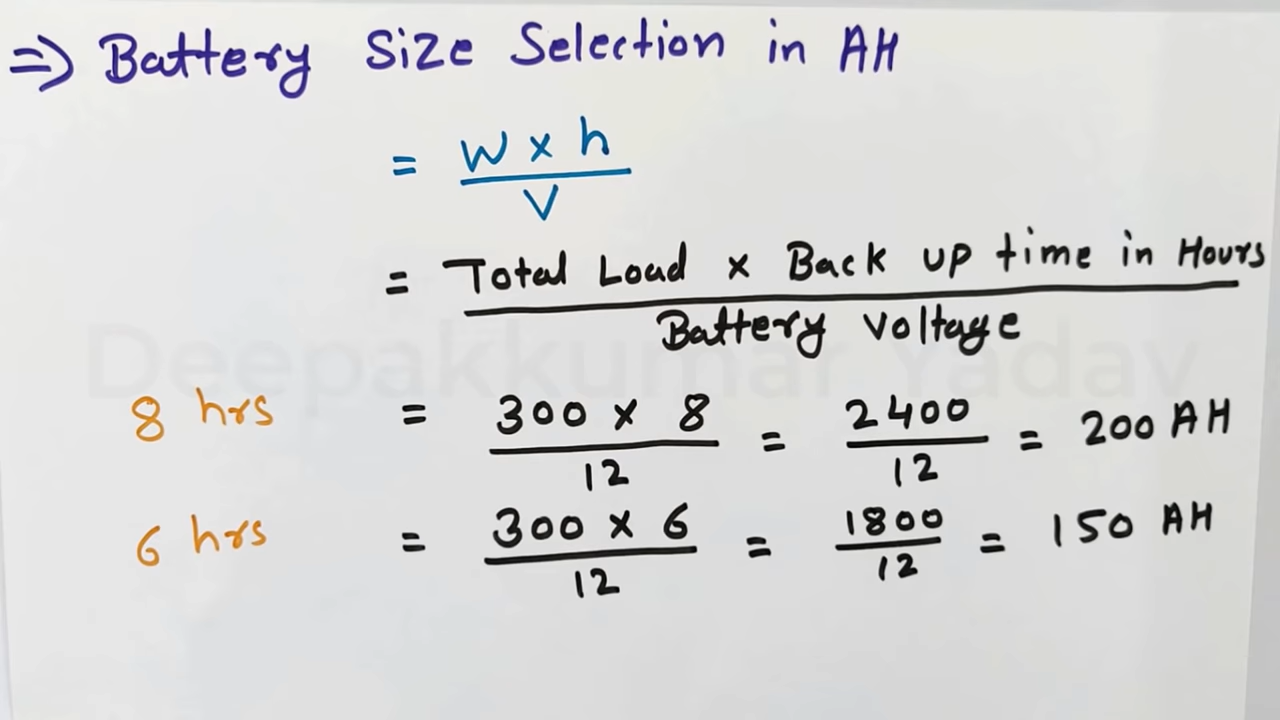 ⇒ Battery Size Selection in AH
= W x h / V
= Total Load x Back up time in Hours / Battery Voltage
8 hrs = 300 x 8 / 12 = 2400 / 12 = 200 AH
6 hrs = 300 x 6 / 12 = 1800 / 12 = 150 AH
Deepakkumar Yadav